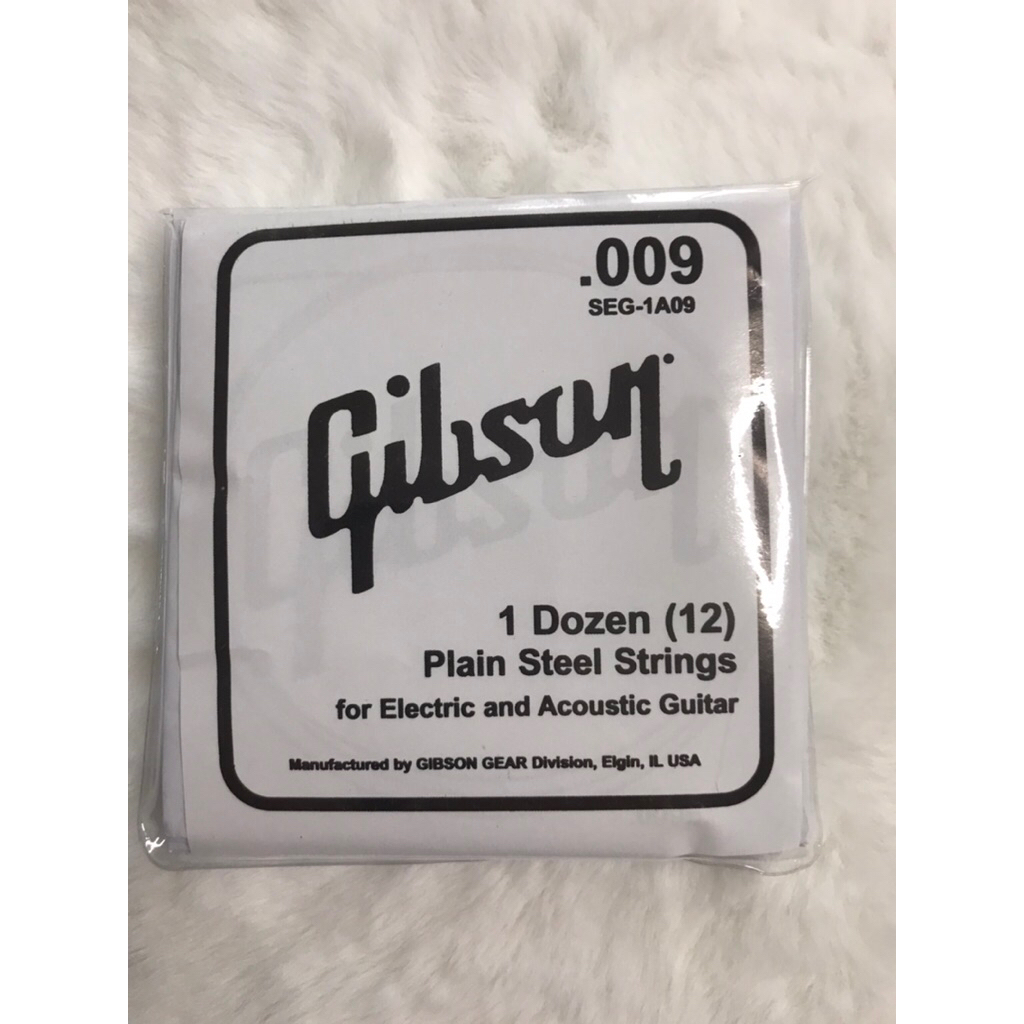 .009
SEG-1A09
Gibson
1 Dozen (12)
Plain Steel Strings
for Electric and Acoustic Guitar
Manufactured by GIBSON GEAR Division, Elgin, IL USA